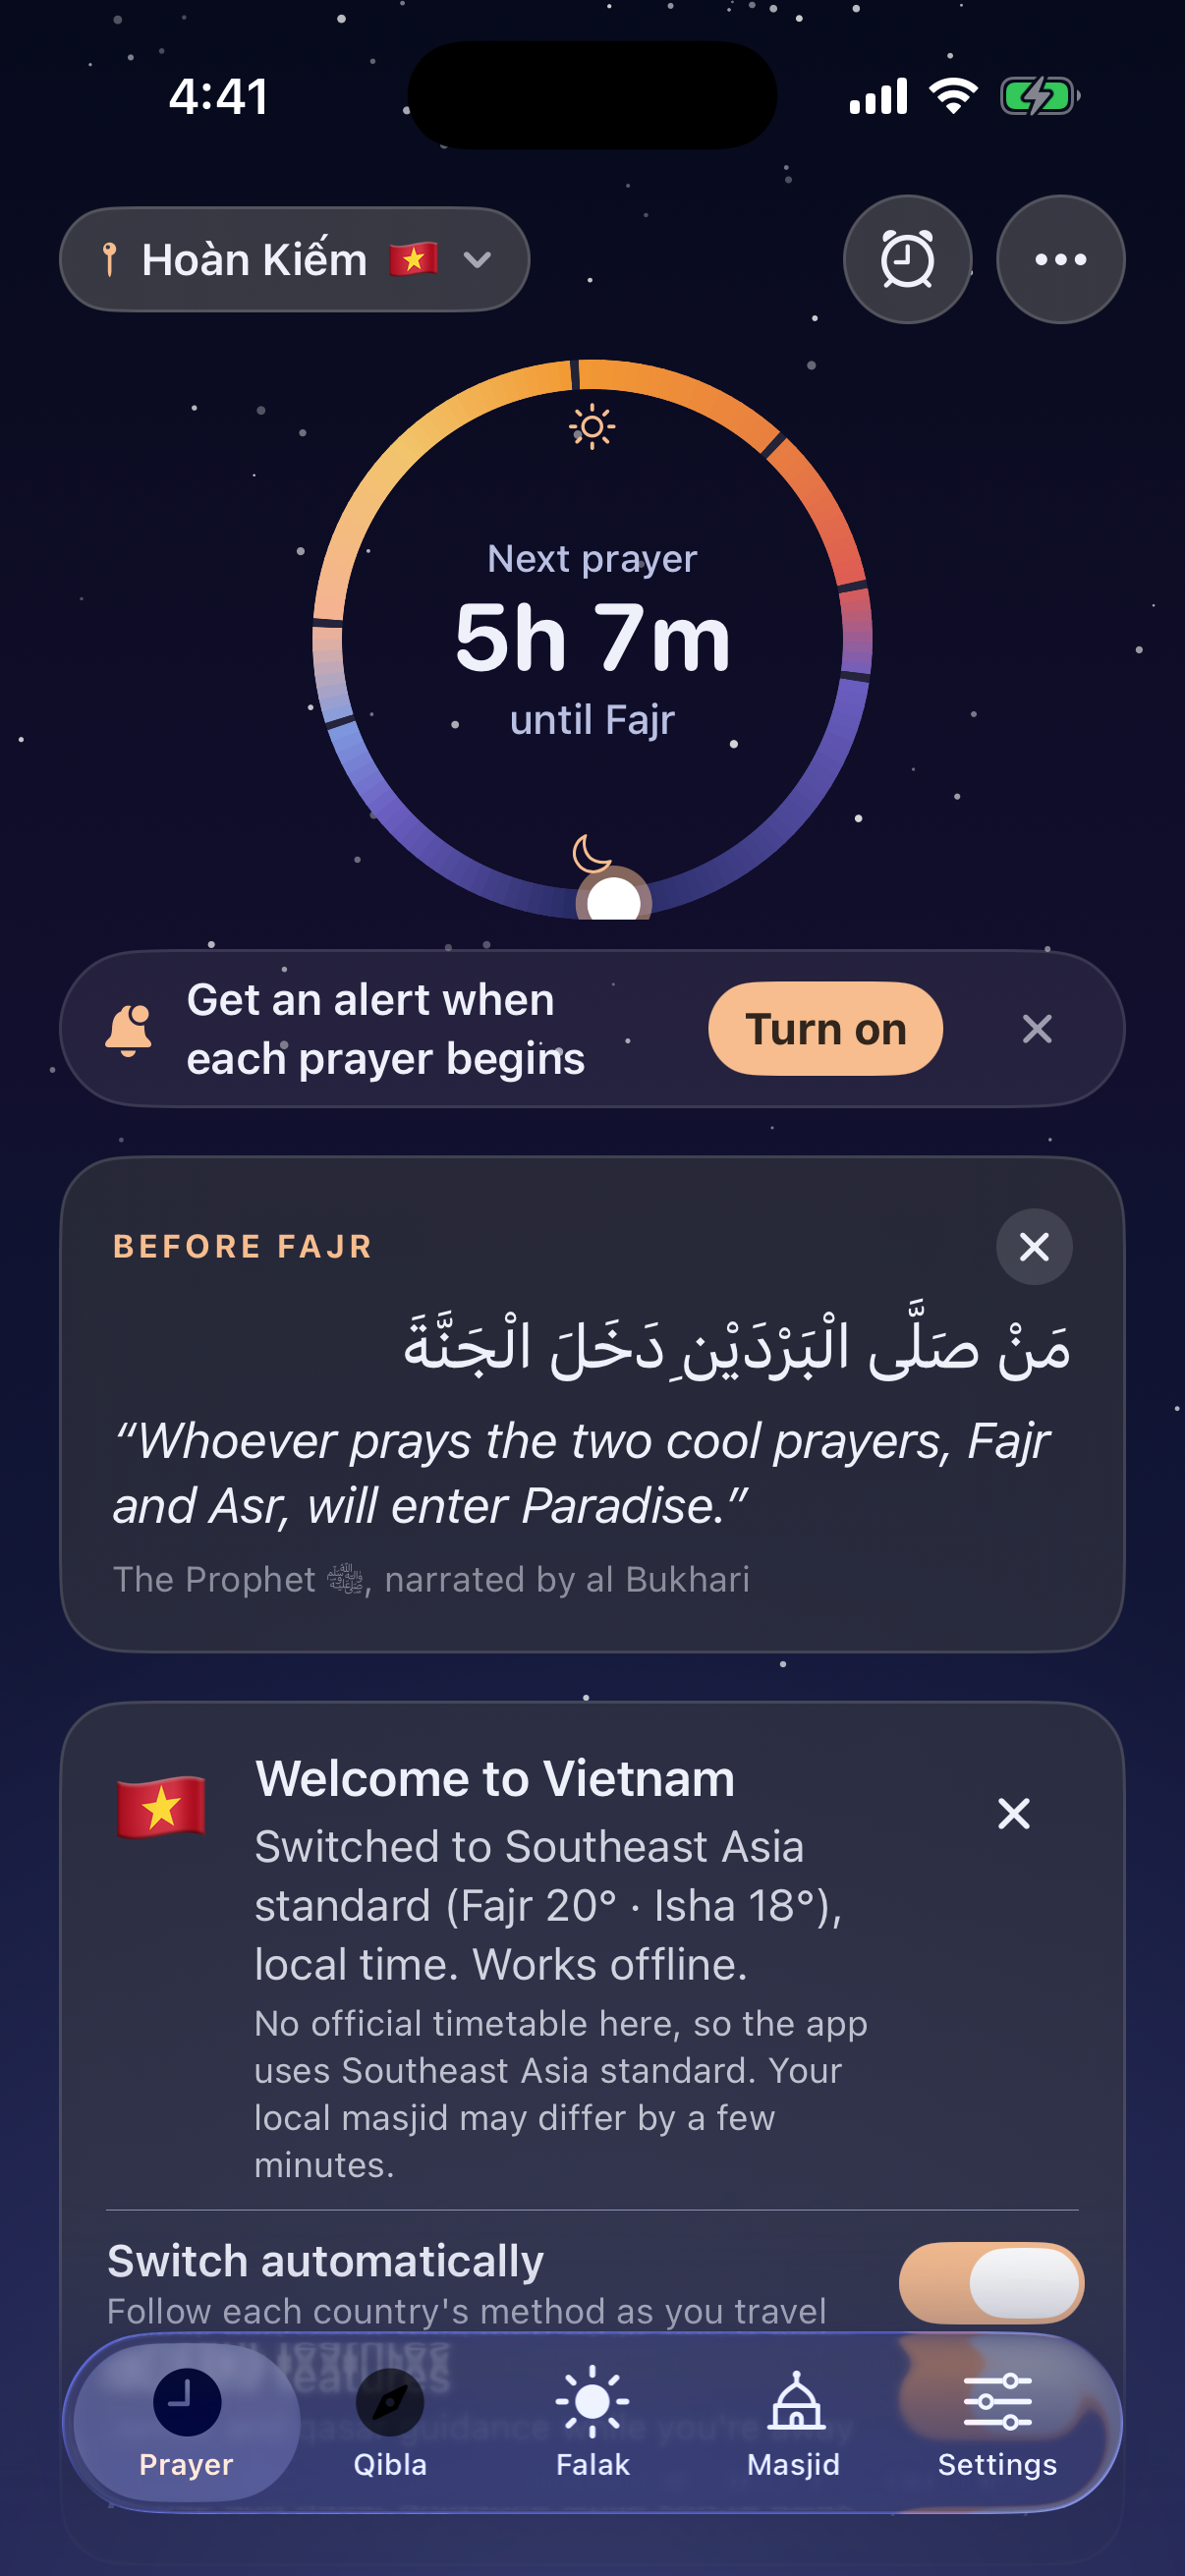 4:41
Hoàn Kiếm
Next prayer
5h 7m
until Fajr
Get an alert when
each prayer begins
Turn on
BEFORE FAJR
مَنْ صَلَّى الْبَرْدَيْنِ دَخَلَ الْجَنَّةَ
“Whoever prays the two cool prayers, Fajr
and Asr, will enter Paradise.”
The Prophet ﷺ, narrated by al Bukhari
Welcome to Vietnam
Switched to Southeast Asia
standard (Fajr 20° · Isha 18°),
local time. Works offline.
No official timetable here, so the app
uses Southeast Asia standard. Your
local masjid may differ by a few
minutes.
Switch automatically
Follow each country's method as you travel
features
guidance
Prayer
Qibla
Falak
Masjid
Settings